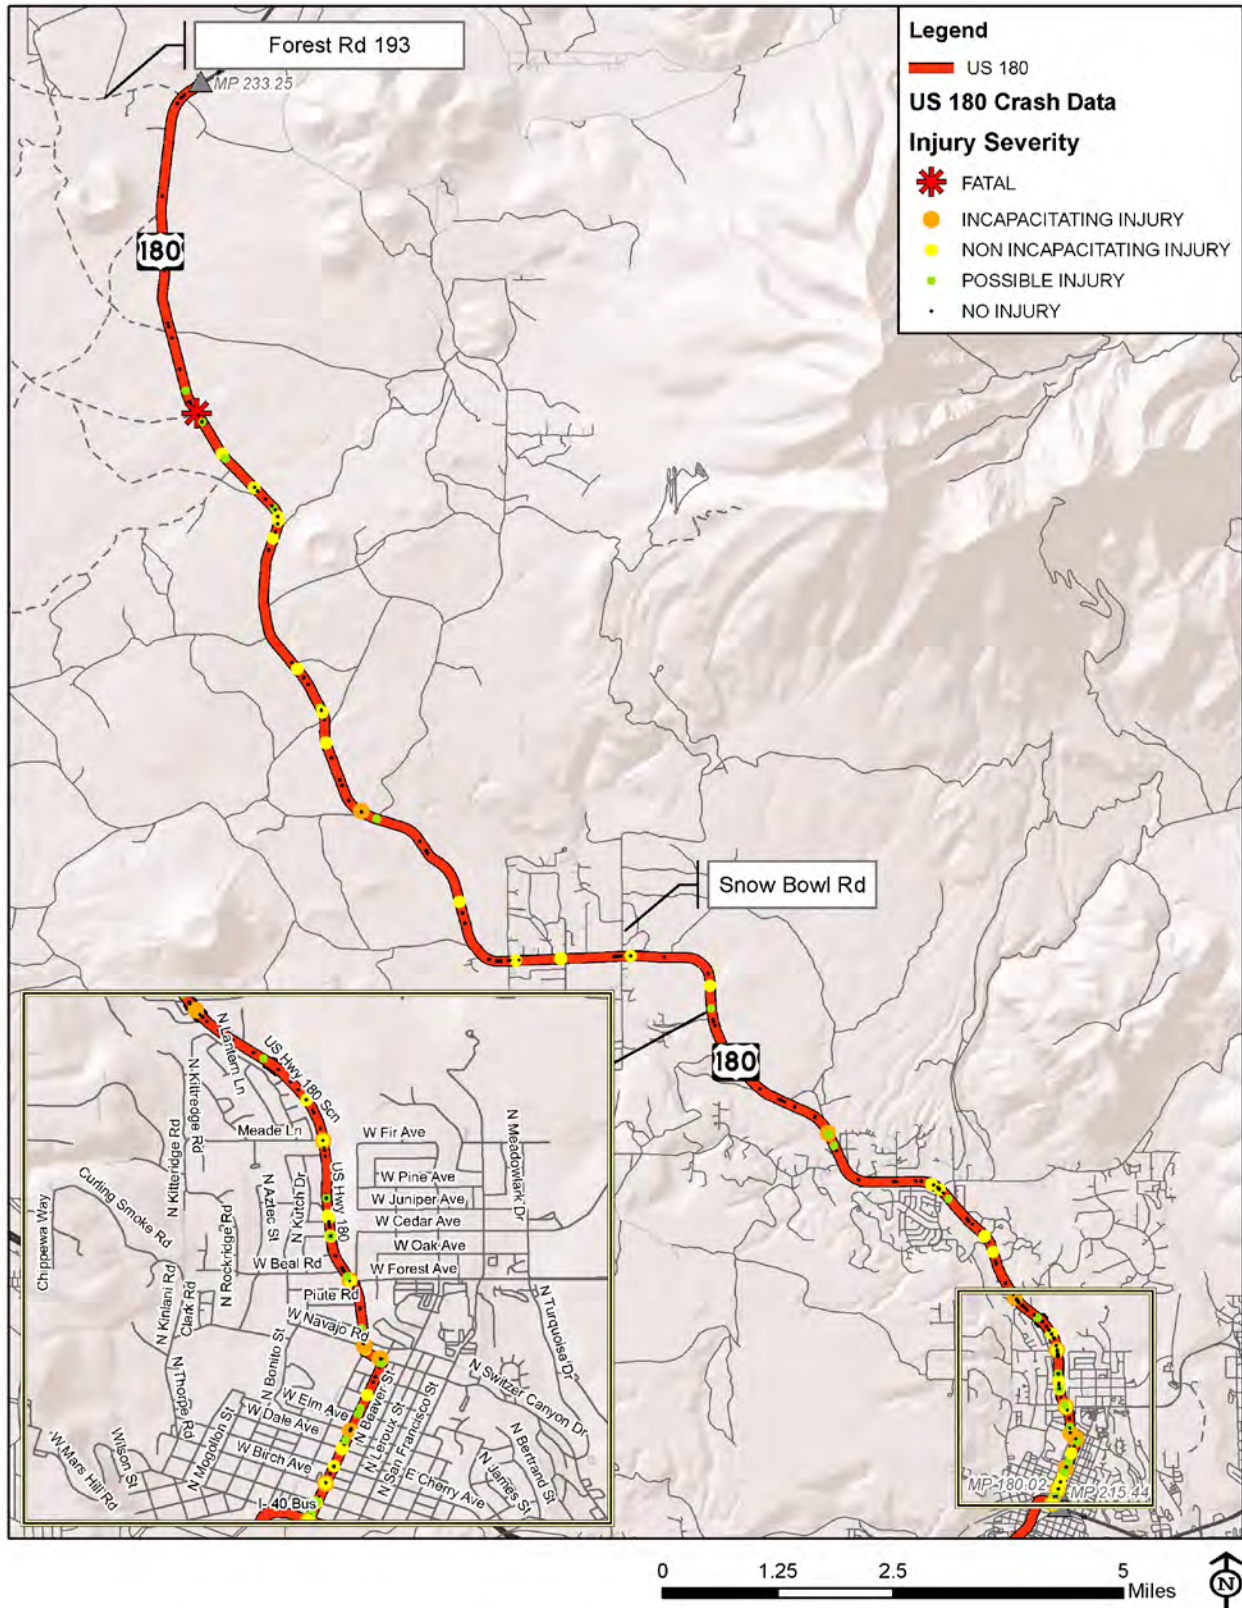 Forest Rd 193
MP 233.25
Legend
US 180
US 180 Crash Data
Injury Severity
FATAL
INCAPACITATING INJURY
NON INCAPACITATING INJURY
POSSIBLE INJURY
NO INJURY
180
Snow Bowl Rd
180
N Lantern Ln
US Hwy 180 Scn
N Kittredge Rd
N Kitteridge Rd
Meade Ln
W Fir Ave
N Meadowlark Dr
Curling Smoke Rd
Chippewa Way
N Aztec St
N Kutch Dr
US Hwy 180
W Pine Ave
W Juniper Ave
W Cedar Ave
W Oak Ave
N Rockridge Rd
W Beal Rd
W Forest Ave
Piute Rd
N Kinlani Rd
Clark Rd
W Navajo Rd
N Turquoise Dr
N Thorpe Rd
N Bonito St
N Switzer Canyon Dr
W Elm Ave
W Dale Ave
N Beaver St
N Leroux St
N San Francisco St
N Mogollon St
W Birch Ave
Wilson St
W Mars Hill Rd
E Cherry Ave
N James St
N Bertrand St
I- 40 Bus
MP 180.02
MP 215.44
0 1.25 2.5 5
Miles
N